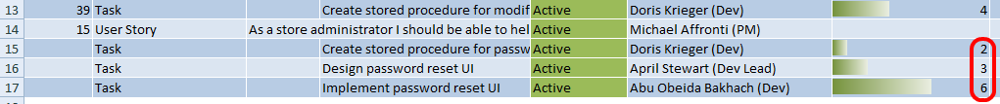 13 39 Task Create stored procedure for modif Active Doris Krieger (Dev) 4
14 15 User Story As a store administrator I should be able to hel Active Michael Affronti (PM)
15 Task Create stored procedure for passw Active Doris Krieger (Dev) 2
16 Task Design password reset UI Active April Stewart (Dev Lead) 3
17 Task Implement password reset UI Active Abu Obeida Bakhach (Dev) 6